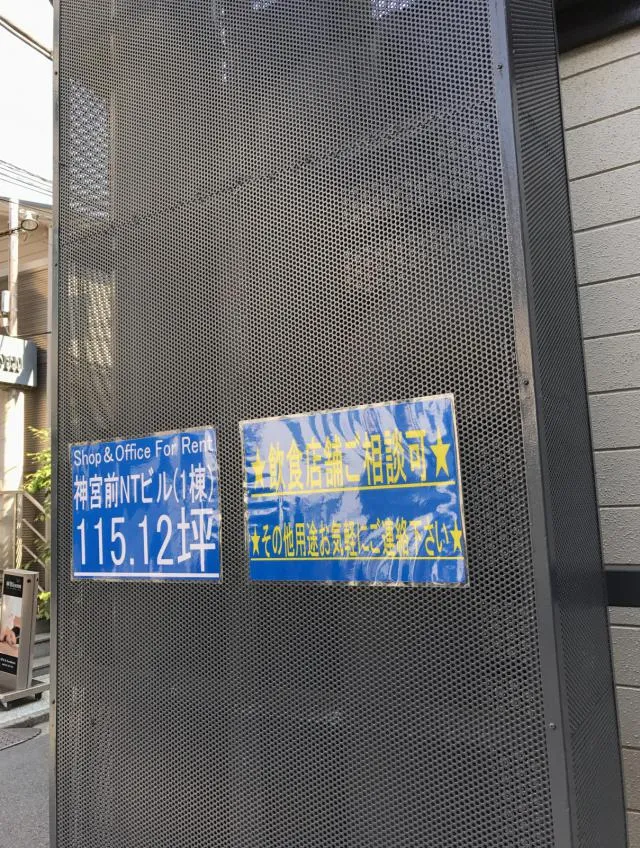 Shop & Office For Rent
神宮前NTビル(1棟)
115.12坪
★飲食店舗ご相談可★
★その他用途お気軽にご連絡下さい★